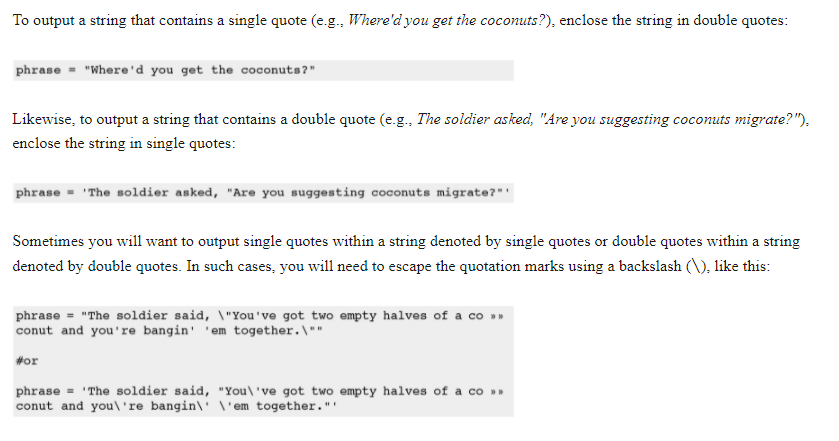 To output a string that contains a single quote (e.g., Where'd you get the coconuts?), enclose the string in double quotes:
phrase = "Where'd you get the coconuts?"
Likewise, to output a string that contains a double quote (e.g., The soldier asked, "Are you suggesting coconuts migrate?"),
enclose the string in single quotes:
phrase = 'The soldier asked, "Are you suggesting coconuts migrate?"'
Sometimes you will want to output single quotes within a string denoted by single quotes or double quotes within a string
denoted by double quotes. In such cases, you will need to escape the quotation marks using a backslash (\), like this:
phrase = "The soldier said, \"You've got two empty halves of a co »»
conut and you're bangin' 'em together.\""
#or
phrase = 'The soldier said, "You\'ve got two empty halves of a co »»
conut and you\'re bangin\' \'em together."'